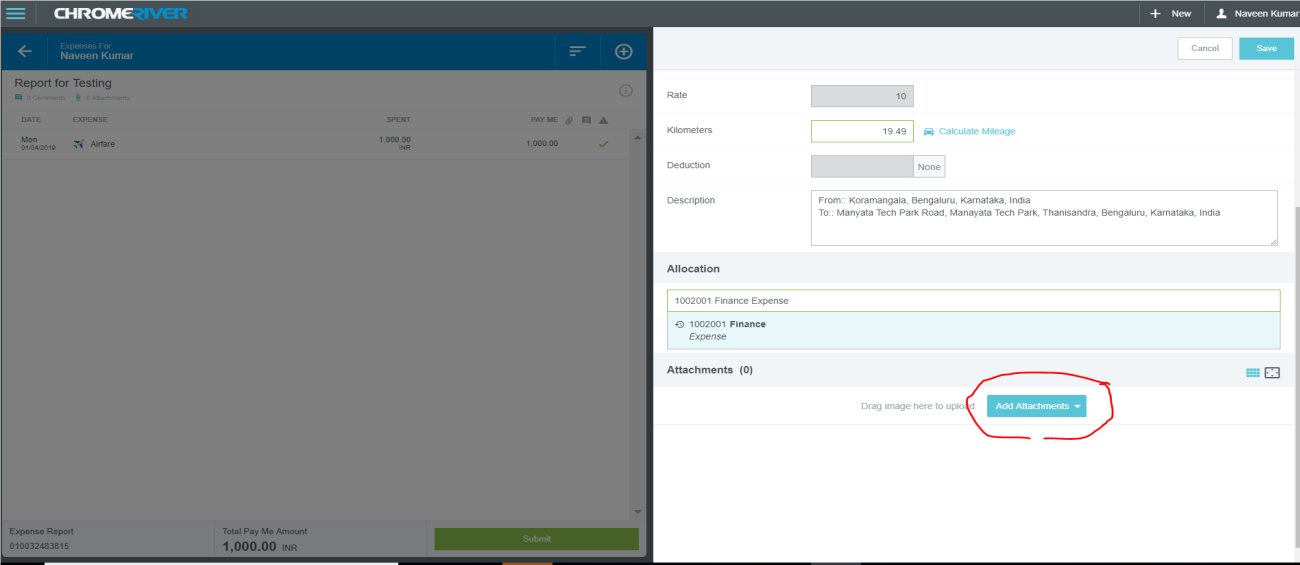 CHROMERIVER
New
Naveen Kumar
Expenses For
Naveen Kumar
Report for Testing
0 Comments 0 Attachments
DATE EXPENSE SPENT PAY ME
Mon
01/04/2019
Airfare
1,000.00
INR
1,000.00
Expense Report
010032483815
Total Pay Me Amount
1,000.00 INR
Submit
Cancel
Save
Rate 10
Kilometers 19.49 Calculate Mileage
Deduction None
Description
From:: Koramangala, Bengaluru, Karnataka, India
To:: Manyata Tech Park Road, Manayata Tech Park, Thanisandra, Bengaluru, Karnataka, India
Allocation
1002001 Finance Expense
1002001 Finance
Expense
Attachments (0)
Drag image here to upload
Add Attachments